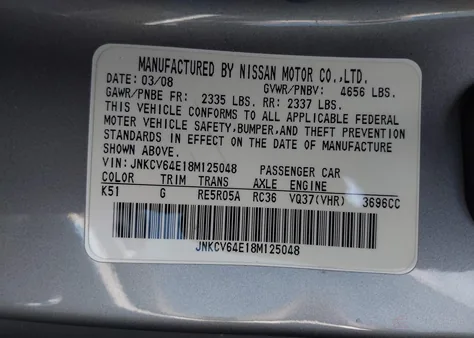 MANUFACTURED BY NISSAN MOTOR CO.,LTD.
DATE: 03/08 GVWR/PNBV: 4656 LBS.
GAWR/PNBE FR: 2335 LBS. RR: 2337 LBS.
THIS VEHICLE CONFORMS TO ALL APPLICABLE FEDERAL
MOTOR VEHICLE SAFETY,BUMPER,AND THEFT PREVENTION
STANDARDS IN EFFECT ON THE DATE OF MANUFACTURE
SHOWN ABOVE.
VIN: JNKCV64E18M125048 PASSENGER CAR
COLOR TRIM TRANS AXLE ENGINE
K51 G RE5R05A RC36 VQ37(VHR) 3696CC
JNKCV64E18M125048